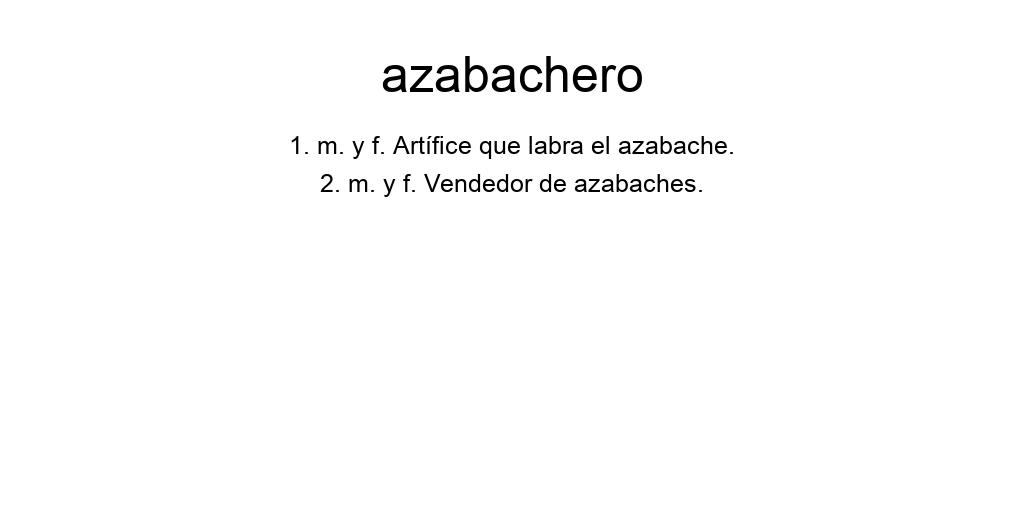 azabachero
1. m. y f. Artífice que labra el azabache.
2. m. y f. Vendedor de azabaches.